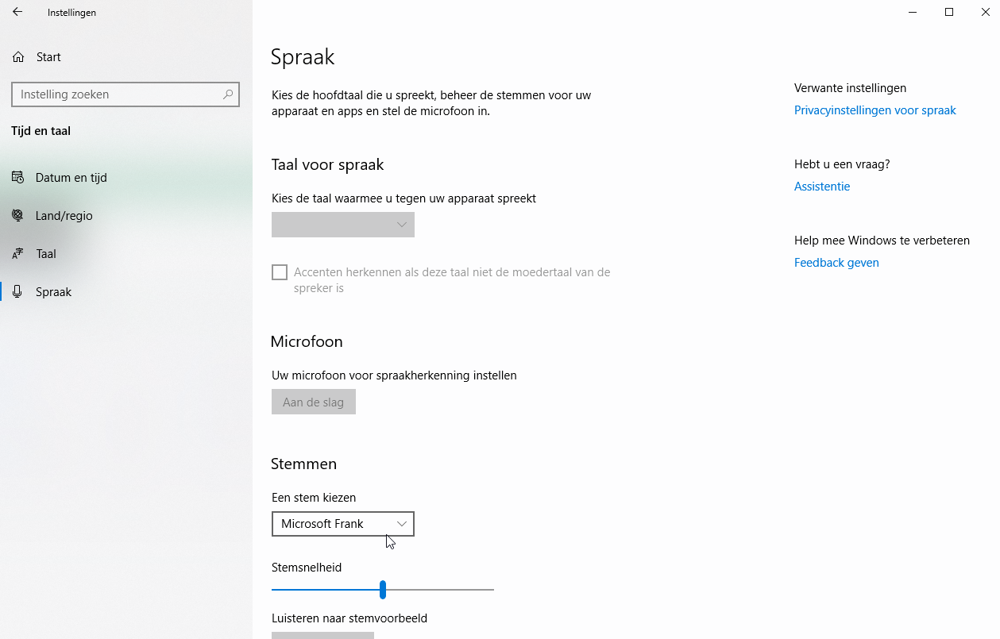 Instellingen
Start
Instelling zoeken
Tijd en taal
Datum en tijd
Land/regio
Taal
Spraak
Spraak
Kies de hoofdtaal die u spreekt, beheer de stemmen voor uw
apparaat en apps en stel de microfoon in.
Taal voor spraak
Kies de taal waarmee u tegen uw apparaat spreekt
Accenten herkennen als deze taal niet de moedertaal van de
spreker is
Microfoon
Uw microfoon voor spraakherkenning instellen
Aan de slag
Stemmen
Een stem kiezen
Microsoft Frank
Stemsnelheid
Luisteren naar stemvoorbeeld
Verwante instellingen
Privacyinstellingen voor spraak
Hebt u een vraag?
Assistentie
Help mee Windows te verbeteren
Feedback geven